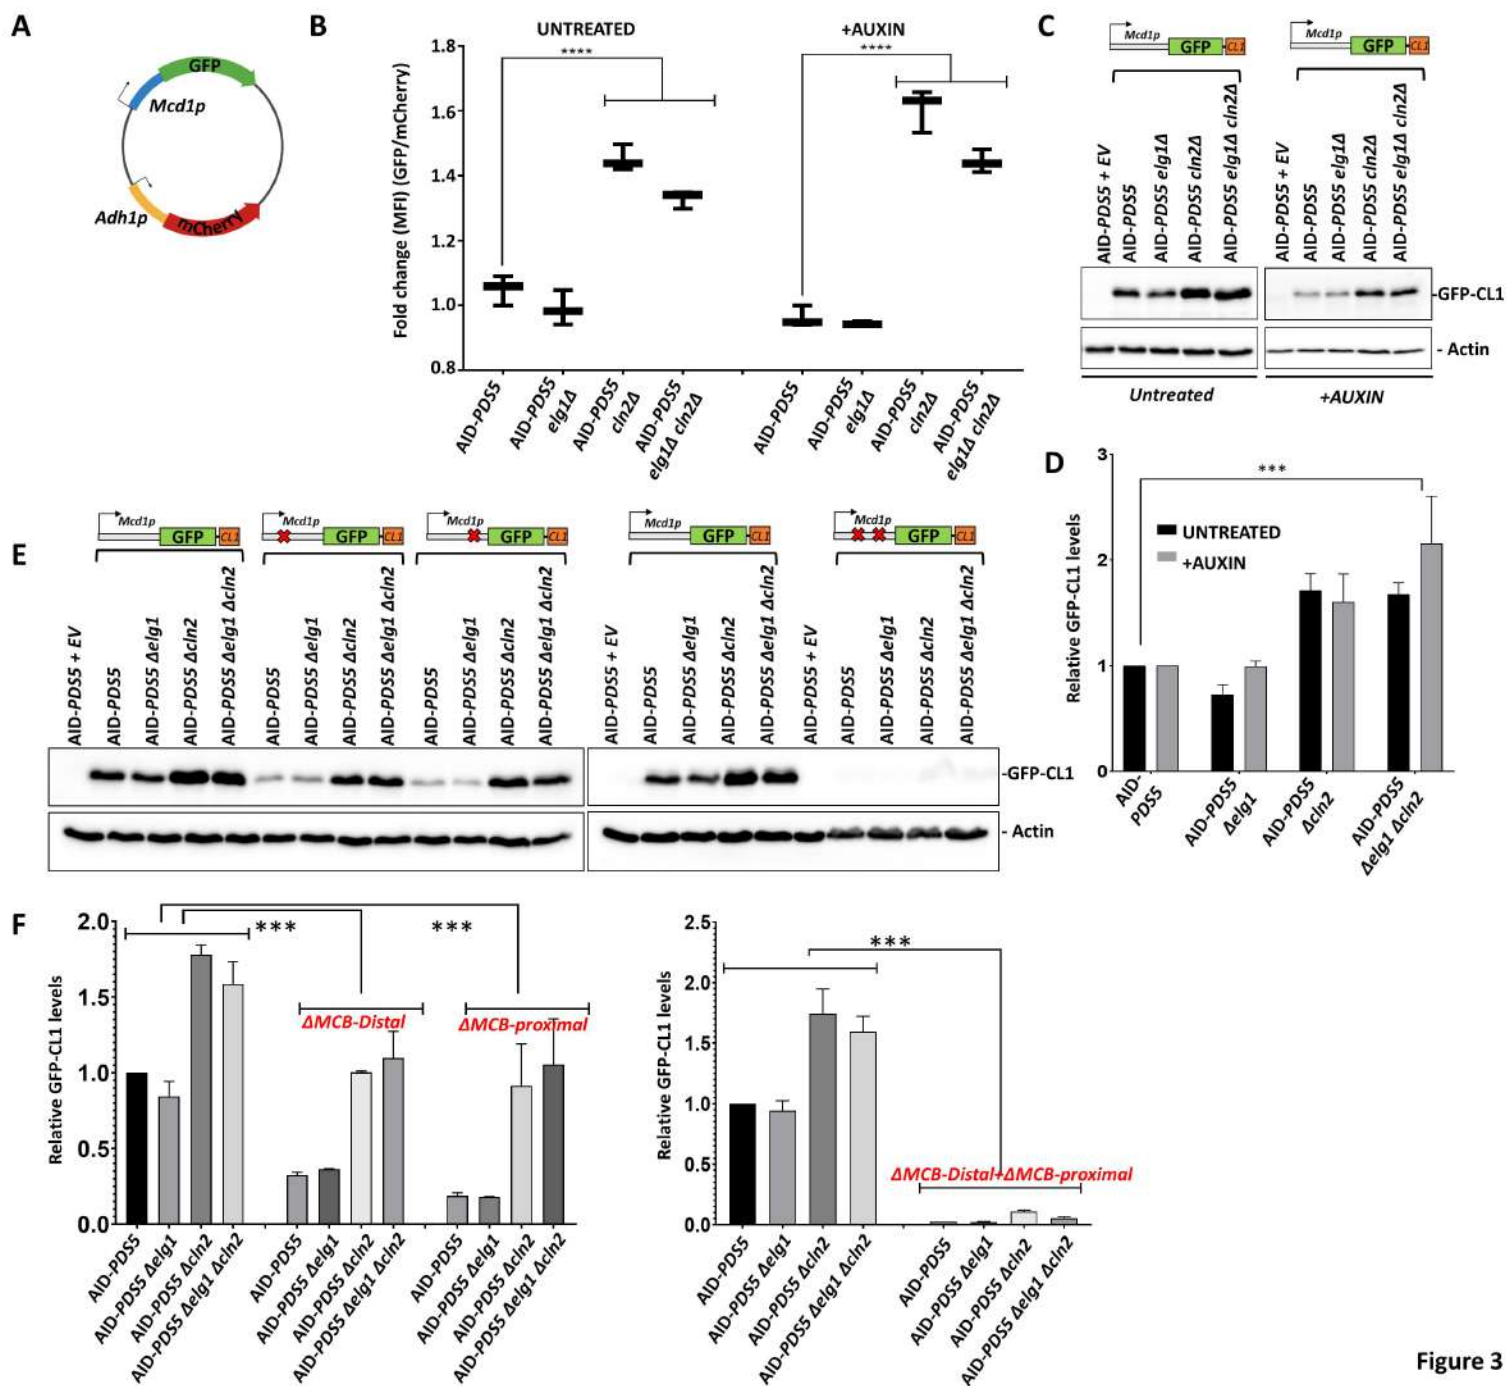 A
GFP
Mcd1p
Adh1p
mCherry
B
UNTREATED
+AUXIN
****
****
Fold change (MFI) (GFP/mCherry)
1.8
1.6
1.4
1.2
1.0
0.8
AID-PDS5
AID-PDS5
elg1Δ
AID-PDS5
cln2Δ
AID-PDS5
elg1Δ cln2Δ
AID-PDS5
AID-PDS5
elg1Δ
AID-PDS5
cln2Δ
AID-PDS5
elg1Δ cln2Δ
C
Mcd1p
GFP
CL1
Mcd1p
GFP
CL1
AID-PDS5 + EV
AID-PDS5
AID-PDS5 elg1Δ
AID-PDS5 cln2Δ
AID-PDS5 elg1Δ cln2Δ
AID-PDS5 + EV
AID-PDS5
AID-PDS5 elg1Δ
AID-PDS5 cln2Δ
AID-PDS5 elg1Δ cln2Δ
-GFP-CL1
- Actin
Untreated
+AUXIN
D
Relative GFP-CL1 levels
3
2
1
0
***
UNTREATED
+AUXIN
AID-
PDS5
AID-PDS5
Δelg1
AID-PDS5
Δcln2
AID-PDS5
Δelg1 Δcln2
E
Mcd1p
GFP
CL1
Mcd1p
GFP
CL1
Mcd1p
GFP
CL1
Mcd1p
GFP
CL1
Mcd1p
GFP
CL1
AID-PDS5 + EV
AID-PDS5
AID-PDS5 Δelg1
AID-PDS5 Δcln2
AID-PDS5 Δelg1 Δcln2
AID-PDS5
AID-PDS5 Δelg1
AID-PDS5 Δcln2
AID-PDS5 Δelg1 Δcln2
AID-PDS5
AID-PDS5 Δelg1
AID-PDS5 Δcln2
AID-PDS5 Δelg1 Δcln2
AID-PDS5 + EV
AID-PDS5
AID-PDS5 Δelg1
AID-PDS5 Δcln2
AID-PDS5 Δelg1 Δcln2
AID-PDS5 + EV
AID-PDS5
AID-PDS5 Δelg1
AID-PDS5 Δcln2
AID-PDS5 Δelg1 Δcln2
-GFP-CL1
- Actin
F
Relative GFP-CL1 levels
2.0
1.5
1.0
0.5
0.0
***
***
ΔMCB-Distal
ΔMCB-proximal
AID-PDS5
AID-PDS5 Δelg1
AID-PDS5 Δcln2
AID-PDS5 Δelg1 Δcln2
AID-PDS5
AID-PDS5 Δelg1
AID-PDS5 Δcln2
AID-PDS5 Δelg1 Δcln2
AID-PDS5
AID-PDS5 Δelg1
AID-PDS5 Δcln2
AID-PDS5 Δelg1 Δcln2
Relative GFP-CL1 levels
2.5
2.0
1.5
1.0
0.5
0.0
***
ΔMCB-Distal+ΔMCB-proximal
AID-PDS5
AID-PDS5 Δelg1
AID-PDS5 Δcln2
AID-PDS5 Δelg1 Δcln2
AID-PDS5
AID-PDS5 Δelg1
AID-PDS5 Δcln2
AID-PDS5 Δelg1 Δcln2
Figure 3